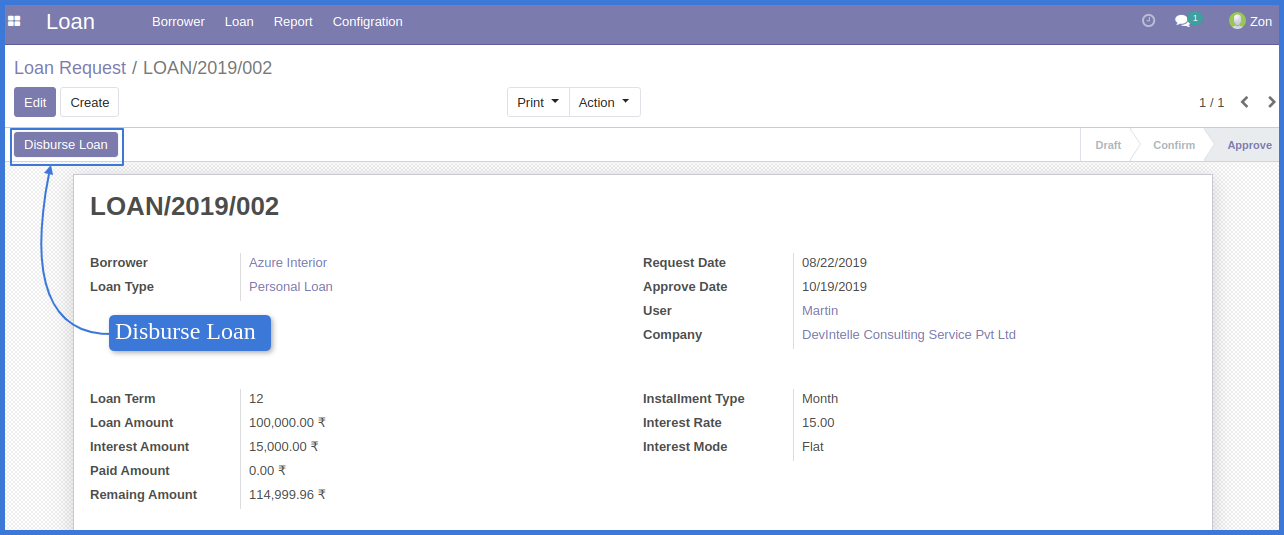 Loan Borrower Loan Report Configration 1 Zon
Loan Request / LOAN/2019/002
Edit Create Print Action 1 / 1
Disburse Loan Draft Confirm Approve
LOAN/2019/002
Borrower Azure Interior Request Date 08/22/2019
Loan Type Personal Loan Approve Date 10/19/2019
User Martin
Disburse Loan Company DevIntelle Consulting Service Pvt Ltd
Loan Term 12 Installment Type Month
Loan Amount 100,000.00 ₹ Interest Rate 15.00
Interest Amount 15,000.00 ₹ Interest Mode Flat
Paid Amount 0.00 ₹
Remaing Amount 114,999.96 ₹